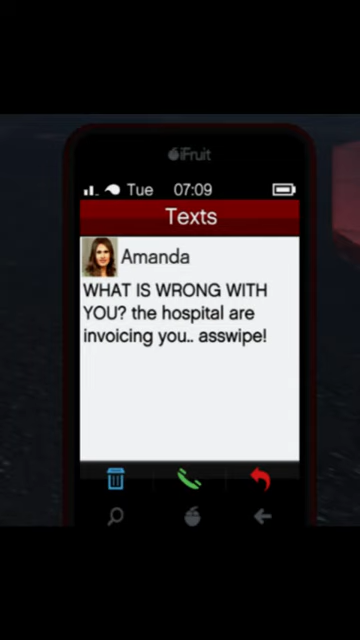 iFruit
Tue 07:09
Texts
Amanda
WHAT IS WRONG WITH
YOU? the hospital are
invoicing you.. asswipe!